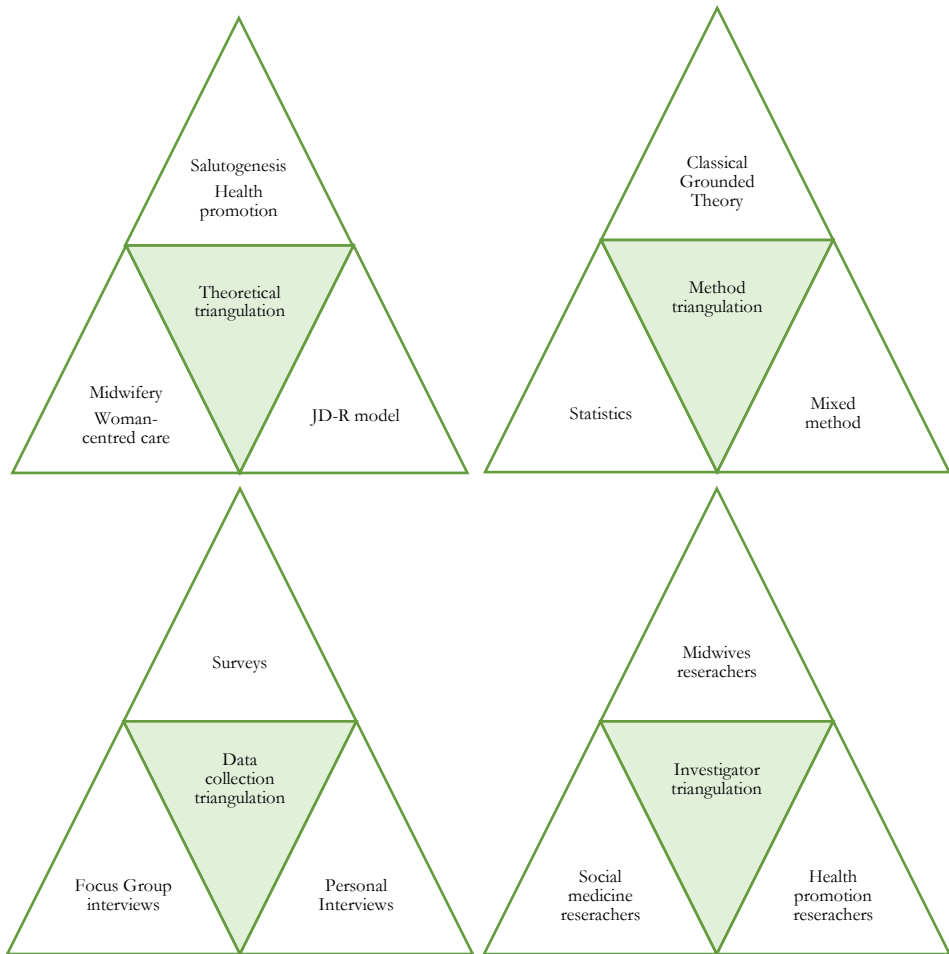 Salutogenesis
Health
promotion
Theoretical
triangulation
Midwifery
Woman-
centred care
JD-R model
Classical
Grounded
Theory
Method
triangulation
Statistics
Mixed
method
Surveys
Data
collection
triangulation
Focus Group
interviews
Personal
Interviews
Midwives
reserachers
Investigator
triangulation
Social
medicine
reserachers
Health
promotion
reserachers